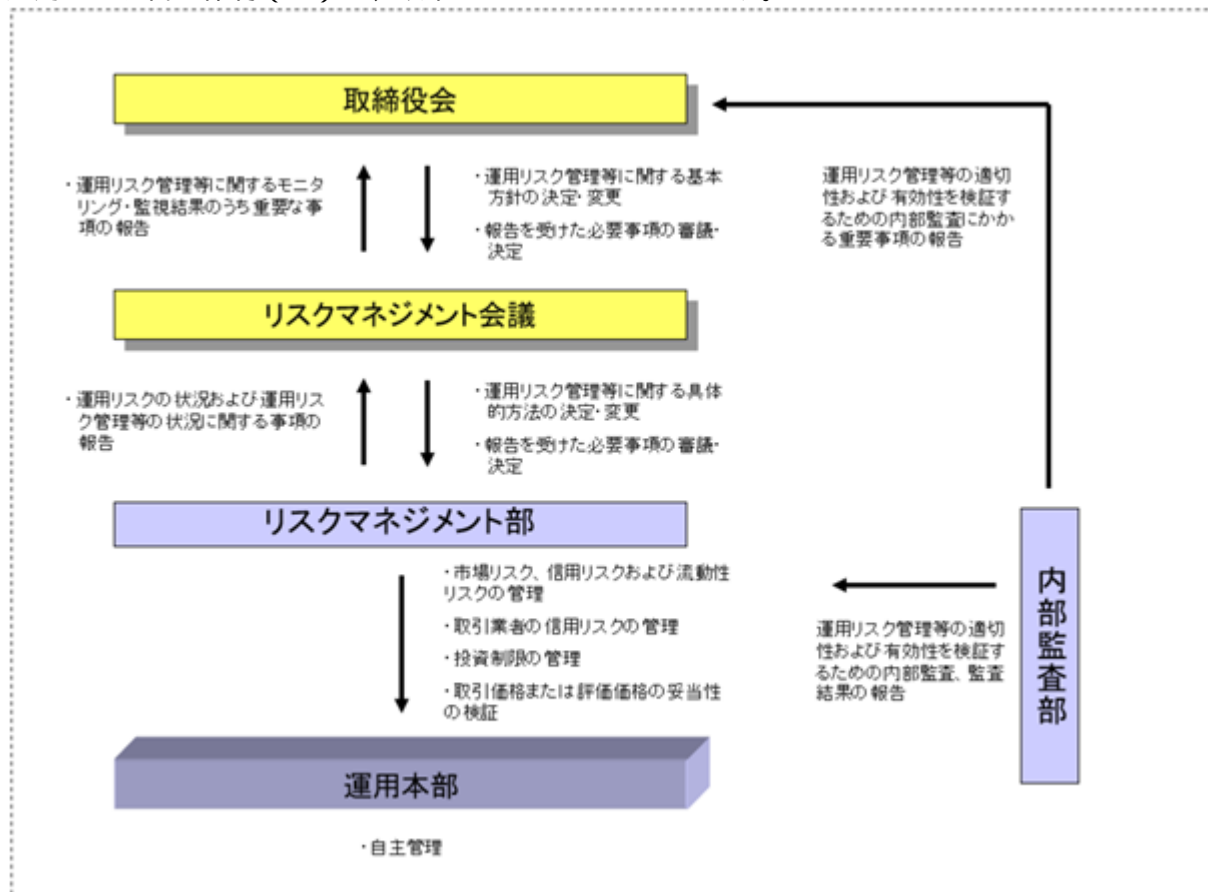 取締役会
・運用リスク管理等に関するモニタ
リング・監視結果のうち重要な事
項の報告
・運用リスク管理等に関する基本
方針の決定・変更
・報告を受けた必要事項の審議・
決定
運用リスク管理等の適切
性および有効性を検証す
るための内部監査にかか
る重要事項の報告
リスクマネジメント会議
・運用リスクの状況および運用リス
ク管理等の状況に関する事項の
報告
・運用リスク管理等に関する具体
的方法の決定・変更
・報告を受けた必要事項の審議・
決定
リスクマネジメント部
・市場リスク、信用リスクおよび流動性
リスクの管理
・取引業者の信用リスクの管理
・投資制限の管理
・取引価格または評価価格の妥当性
の検証
運用リスク管理等の適切
性および有効性を検証す
るための内部監査、監査
結果の報告
内部監査部
運用本部
・自主管理